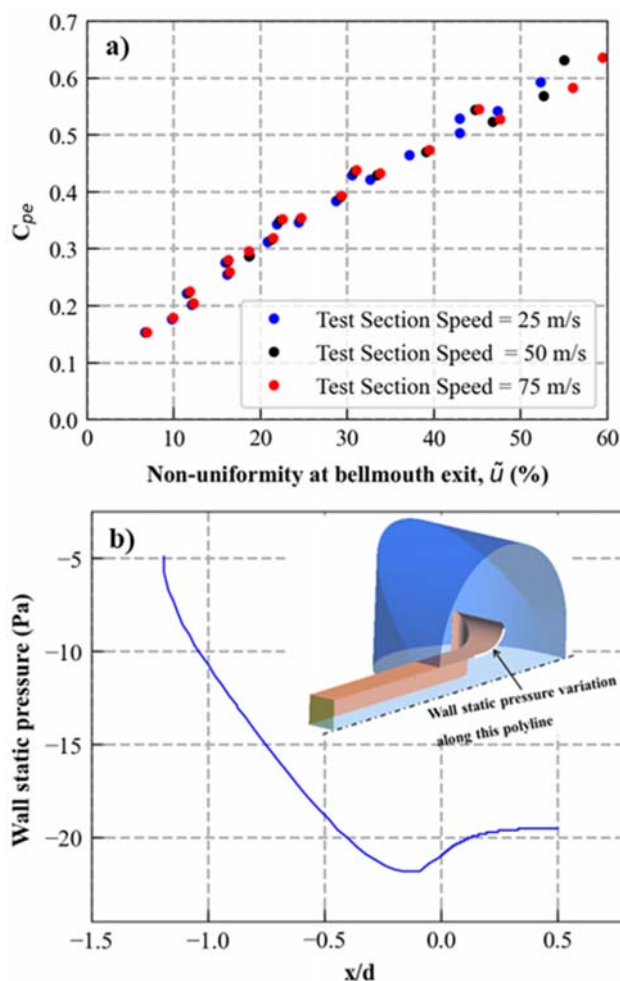 a)
0.7
0.6
0.5
0.4
0.3
0.2
0.1
0.0
C_pe
Test Section Speed = 25 m/s
Test Section Speed = 50 m/s
Test Section Speed = 75 m/s
0 10 20 30 40 50 60
Non-uniformity at bellmouth exit, ũ (%)
b)
−5
−10
−15
−20
Wall static pressure (Pa)
Wall static pressure variation
along this polyline
−1.5 −1.0 −0.5 0.0 0.5
x/d